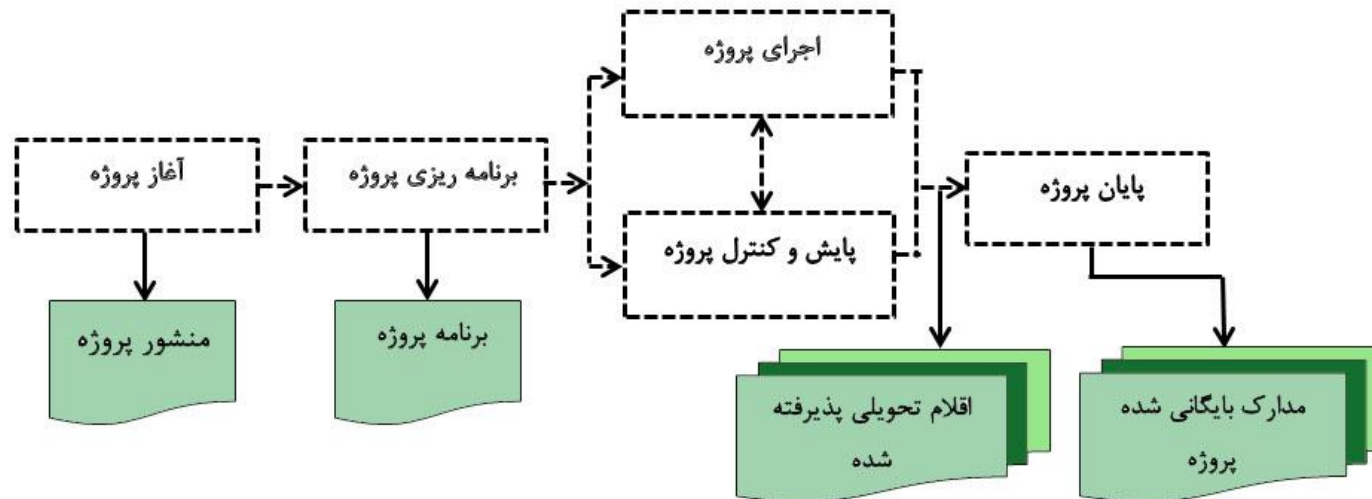 اجرای پروژه
آغاز پروژه
برنامه ریزی پروژه
پایان پروژه
پایش و کنترل پروژه
منشور پروژه
برنامه پروژه
اقلام تحویلی پذیرفته
شده
مدارک بایگانی شده
پروژه